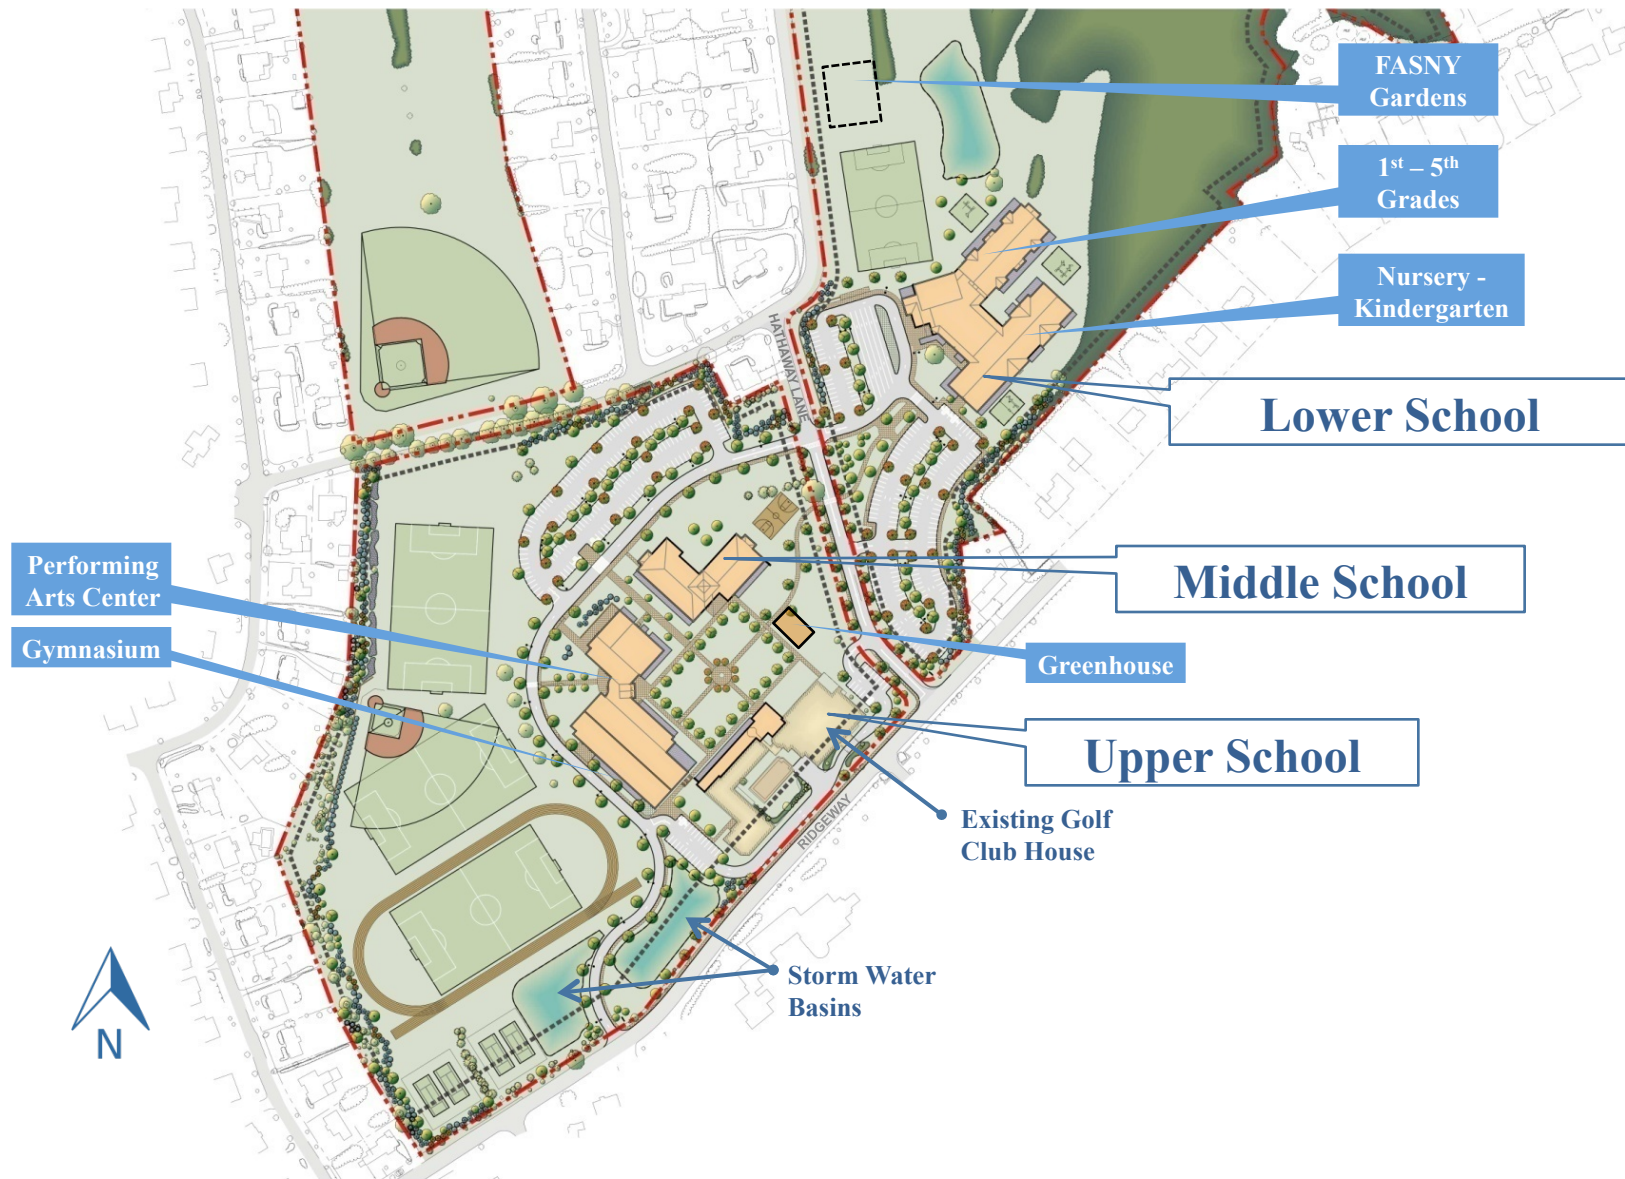 FASNY
Gardens
1st – 5th
Grades
Nursery -
Kindergarten
HATHAWAY LANE
Lower School
Middle School
Performing
Arts Center
Gymnasium
Greenhouse
Upper School
RIDGEWAY
Existing Golf
Club House
Storm Water
Basins
N